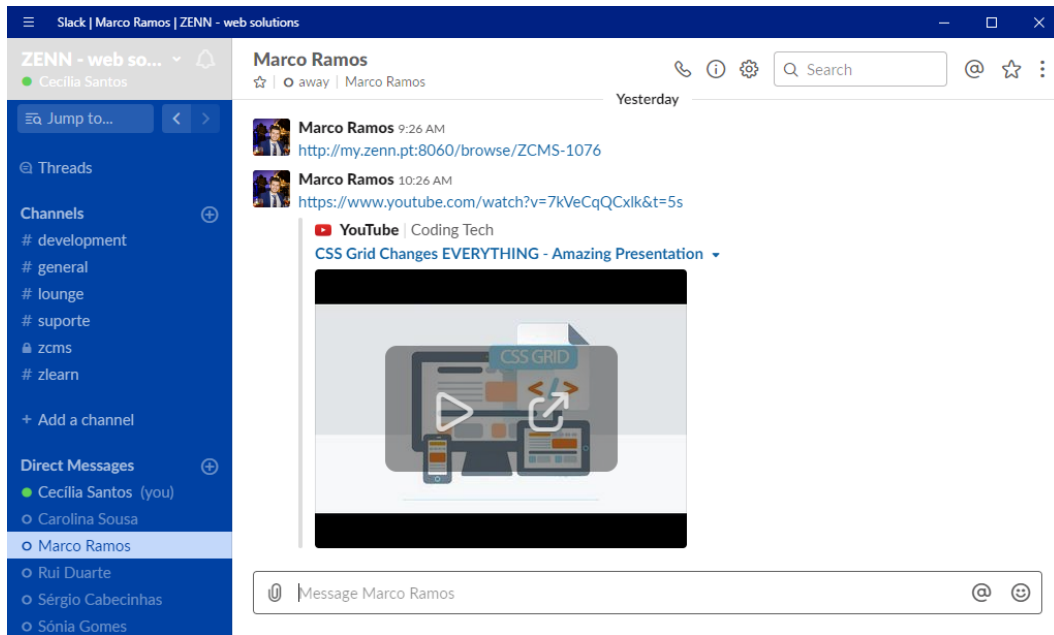 Slack | Marco Ramos | ZENN - web solutions
ZENN - web so...
Cecília Santos
Jump to...
Threads
Channels
# development
# general
# lounge
# suporte
zcms
# zlearn
+ Add a channel
Direct Messages
Cecília Santos (you)
Carolina Sousa
Marco Ramos
Rui Duarte
Sérgio Cabecinhas
Sónia Gomes
Marco Ramos
away | Marco Ramos
Search
@
Yesterday
Marco Ramos 9:26 AM
http://my.zenn.pt:8060/browse/ZCMS-1076
Marco Ramos 10:26 AM
https://www.youtube.com/watch?v=7kVeCqQCxlk&t=5s
YouTube | Coding Tech
CSS Grid Changes EVERYTHING - Amazing Presentation
CSS GRID
</>
Message Marco Ramos
@